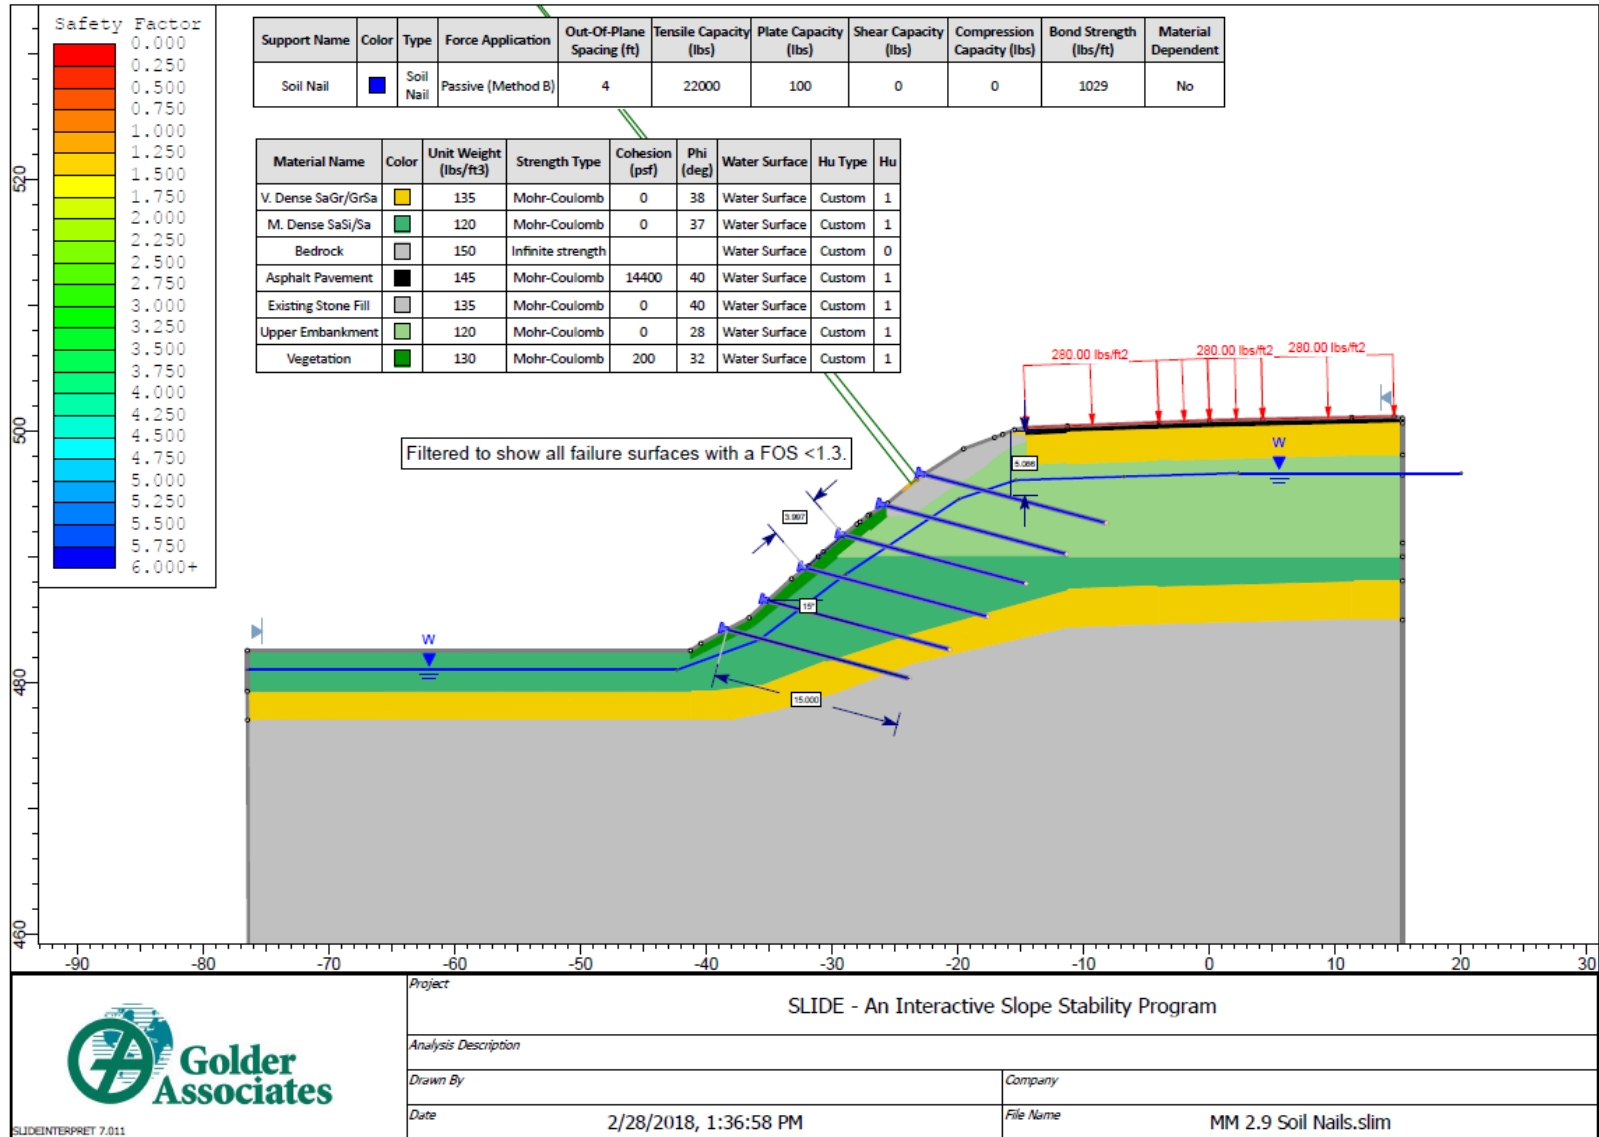 Safety Factor
0.000
0.250
0.500
0.750
1.000
1.250
1.500
1.750
2.000
2.250
2.500
2.750
3.000
3.250
3.500
3.750
4.000
4.250
4.500
4.750
5.000
5.250
5.500
5.750
6.000+
Support Name Color Type Force Application Out-Of-Plane Spacing (ft) Tensile Capacity (lbs) Plate Capacity (lbs) Shear Capacity (lbs) Compression Capacity (lbs) Bond Strength (lbs/ft) Material Dependent
Soil Nail Soil Nail Passive (Method B) 4 22000 100 0 0 1029 No
Material Name Color Unit Weight (lbs/ft3) Strength Type Cohesion (psf) Phi (deg) Water Surface Hu Type Hu
V. Dense SaGr/GrSa 135 Mohr-Coulomb 0 38 Water Surface Custom 1
M. Dense SaSi/Sa 120 Mohr-Coulomb 0 37 Water Surface Custom 1
Bedrock 150 Infinite strength Water Surface Custom 0
Asphalt Pavement 145 Mohr-Coulomb 14400 40 Water Surface Custom 1
Existing Stone Fill 135 Mohr-Coulomb 0 40 Water Surface Custom 1
Upper Embankment 120 Mohr-Coulomb 0 28 Water Surface Custom 1
Vegetation 130 Mohr-Coulomb 200 32 Water Surface Custom 1
280.00 lbs/ft2 280.00 lbs/ft2 280.00 lbs/ft2
Filtered to show all failure surfaces with a FOS <1.3.
W
5.086
3.997
15°
W
15.000
520
500
480
460
-90 -80 -70 -60 -50 -40 -30 -20 -10 0 10 20 30
Golder
Associates
SLIDEINTERPRET 7.011
Project
SLIDE - An Interactive Slope Stability Program
Analysis Description
Drawn By
Company
Date 2/28/2018, 1:36:58 PM
File Name MM 2.9 Soil Nails.slim